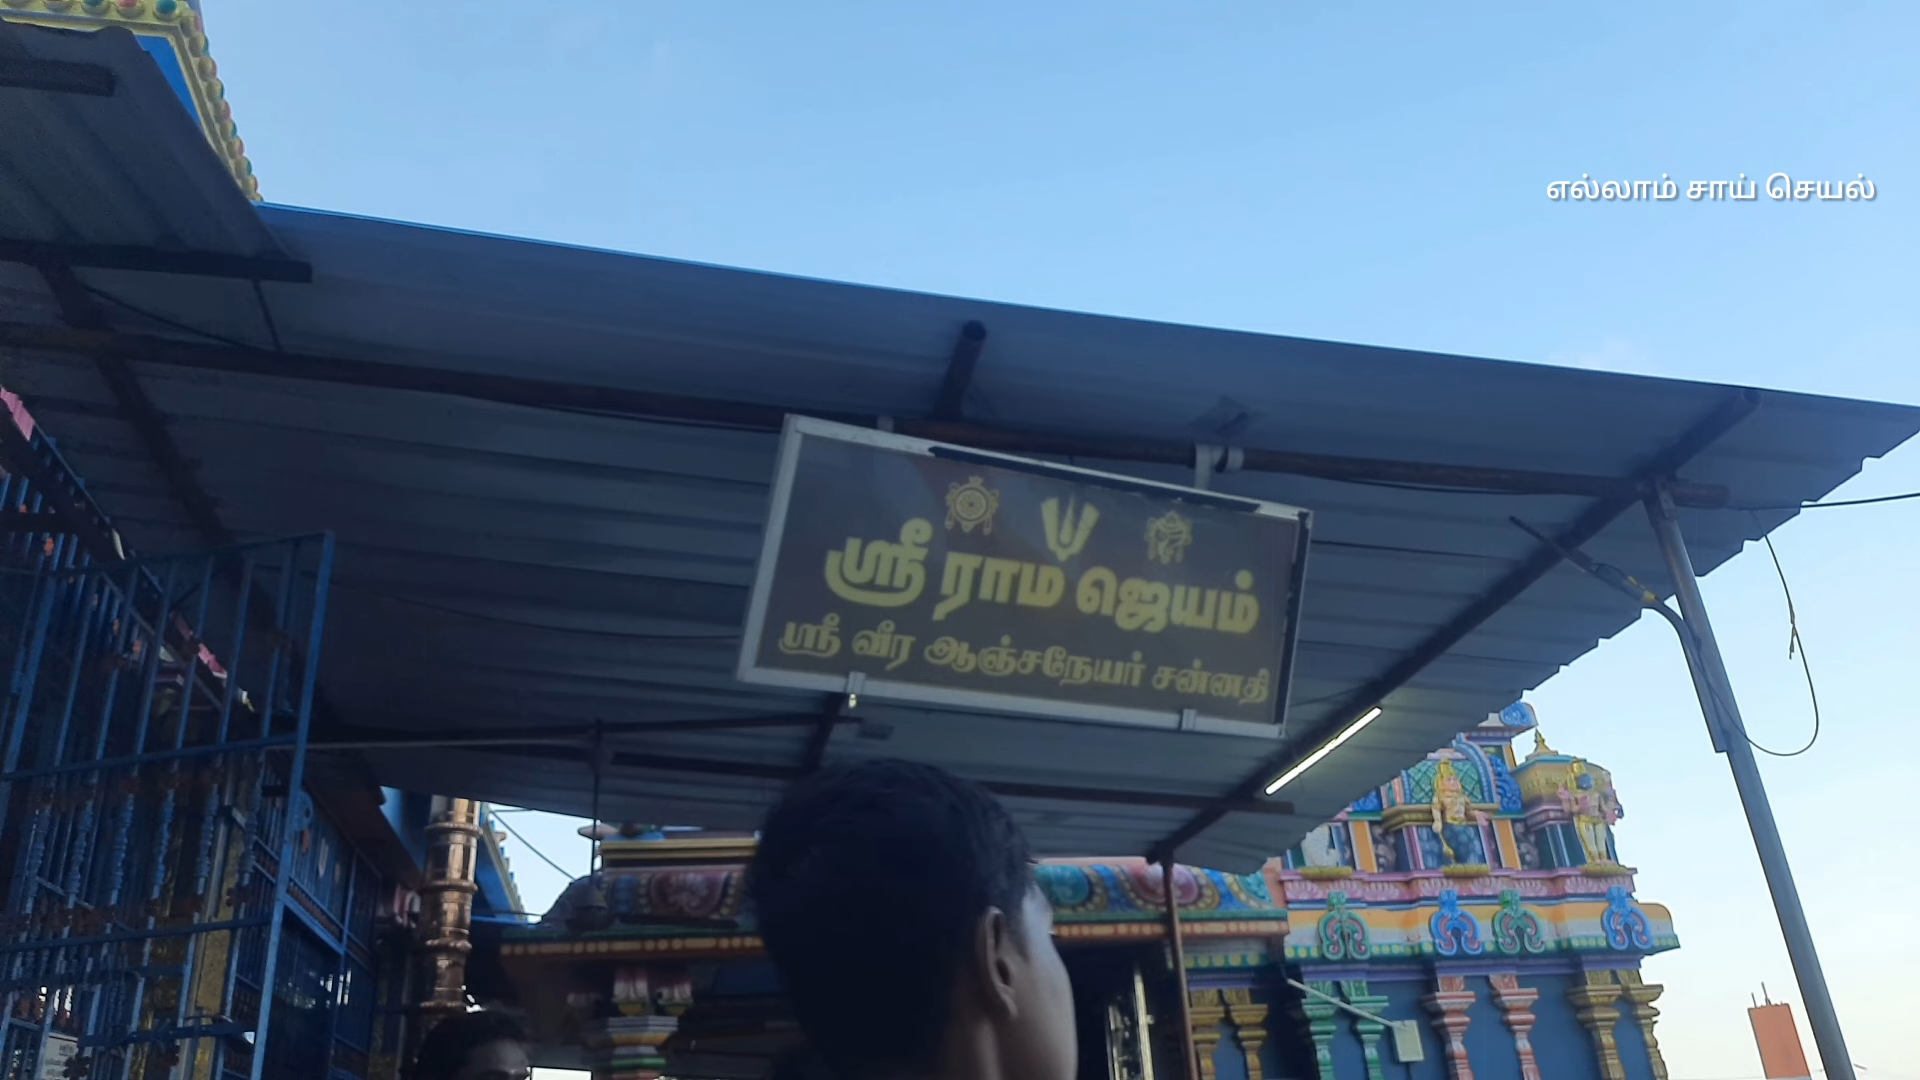 எல்லாம் சாய் செயல்
ஸ்ரீ ராம ஜெயம்
ஸ்ரீ வீர ஆஞ்சநேயர் சன்னதி